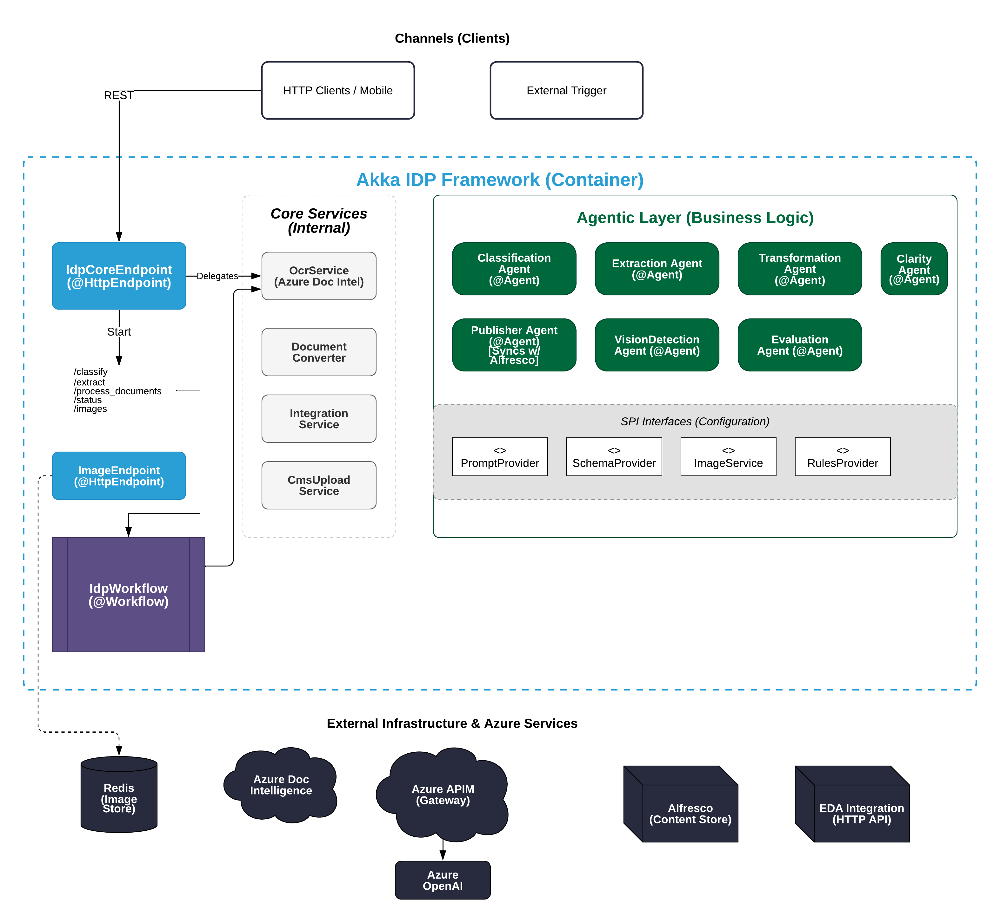 Channels (Clients)
HTTP Clients / Mobile
External Trigger
REST
Akka IDP Framework (Container)
Core Services
(Internal)
Agentic Layer (Business Logic)
IdpCoreEndpoint
(@HttpEndpoint)
Delegates
OcrService
(Azure Doc Intel)
Classification
Agent
(@Agent)
Extraction Agent
(@Agent)
Transformation
Agent
(@Agent)
Clarity
Agent
(@Agent)
Start
Document
Converter
Publisher Agent
(@Agent)
[Syncs w/
Alfresco]
VisionDetection
Agent (@Agent)
Evaluation
Agent (@Agent)
/classify
/extract
/process_documents
/status
/images
Integration
Service
SPI Interfaces (Configuration)
<>
PromptProvider
<>
SchemaProvider
<>
ImageService
<>
RulesProvider
ImageEndpoint
(@HttpEndpoint)
CmsUpload
Service
IdpWorkflow
(@Workflow)
External Infrastructure & Azure Services
Redis
(Image
Store)
Azure Doc
Intelligence
Azure APIM
(Gateway)
Alfresco
(Content Store)
EDA Integration
(HTTP API)
Azure
OpenAI